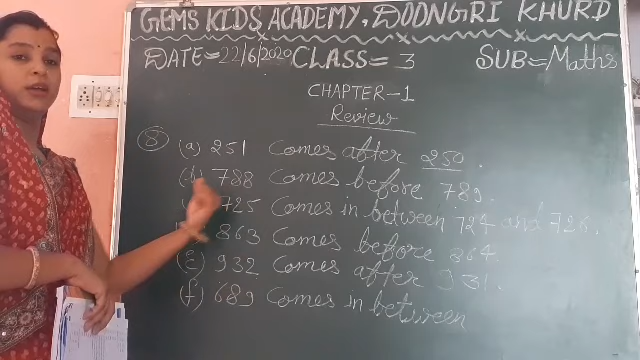 GEMS KIDS ACADEMY, DOONGRI KHURD
DATE=22/6/2020 CLASS=3 SUB=Maths
CHAPTER-1
Review
(8) (a) 251 Comes after 250.
(b) 788 Comes before 789.
725 Comes in between 724 and 726.
863 Comes before 864.
(e) 932 Comes after 931.
(f) 689 Comes in between